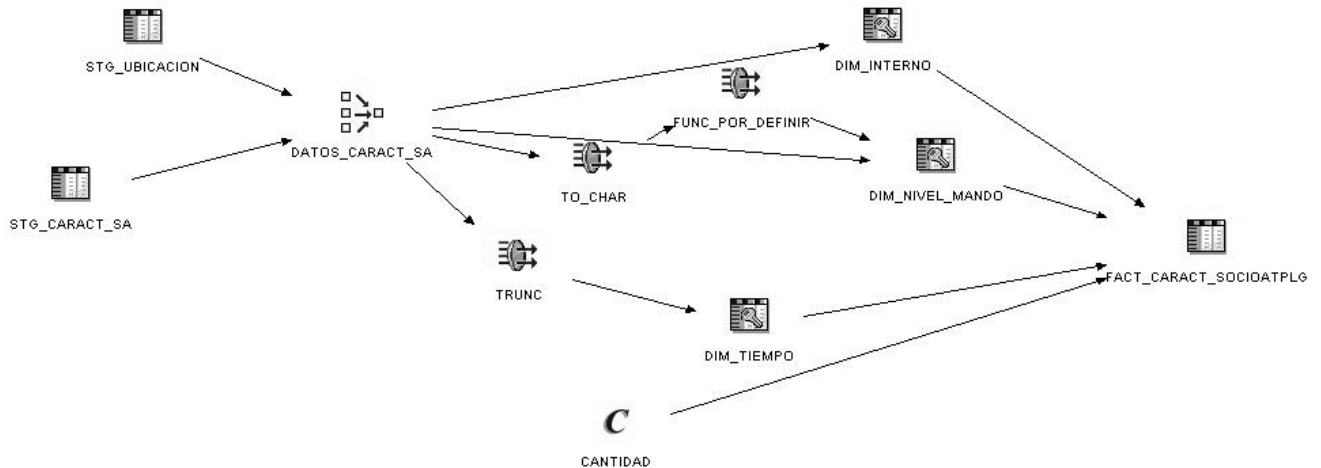 STG_UBICACION
DIM_INTERNO
FUNC_POR_DEFINIR
DATOS_CARACT_SA
TO_CHAR
DIM_NIVEL_MANDO
STG_CARACT_SA
FACT_CARACT_SOCIOATPLG
TRUNC
DIM_TIEMPO
C
CANTIDAD